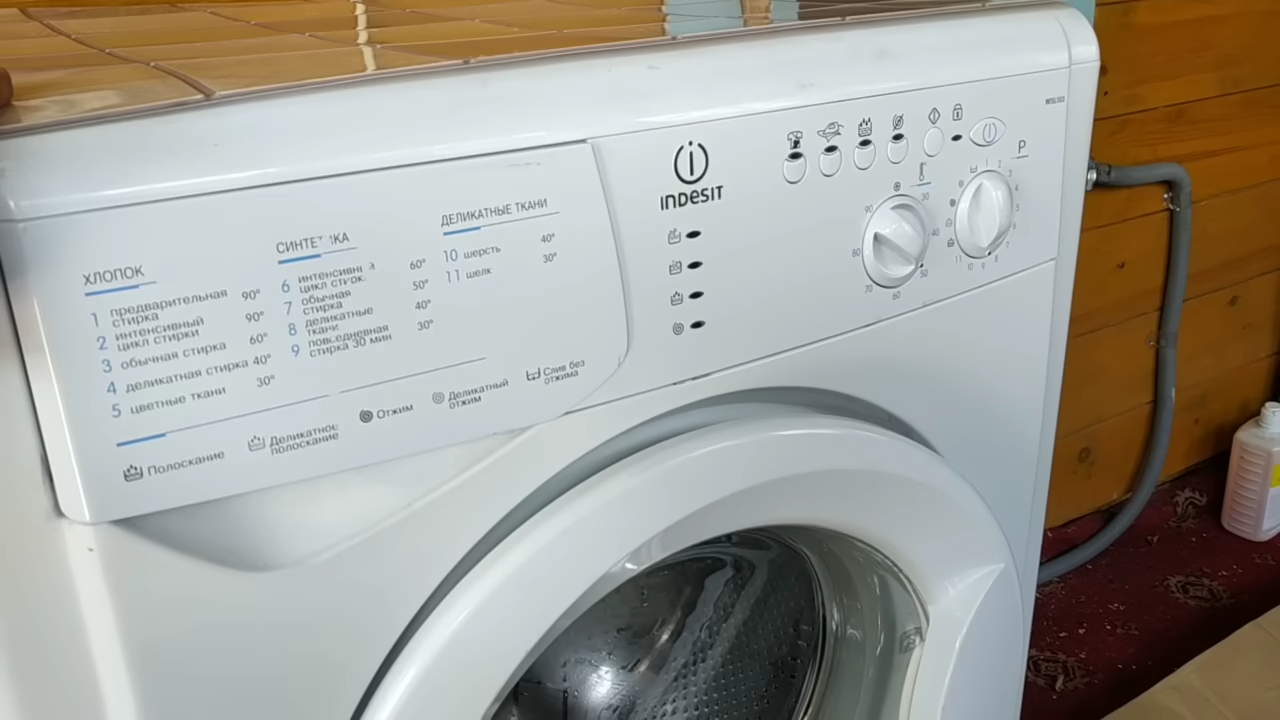 WISL103
P
INDESIT
ДЕЛИКАТНЫЕ ТКАНИ
10 шерсть 40°
11 шелк 30°
СИНТЕТИКА
6 интенсивный
цикл стирки 60°
7 обычная
стирка 50°
8 деликатные
ткани 40°
9 повседневная
стирка 30 мин 30°
ХЛОПОК
1 предварительная
стирка 90°
2 интенсивный
цикл стирки 90°
3 обычная стирка 60°
4 деликатная стирка 40°
5 цветные ткани 30°
Полоскание
Деликатное
полоскание
Отжим
Деликатный
отжим
Слив без
отжима
30
40
50
60
70
80
90
1
2
3
4
5
6
7
8
9
10
11